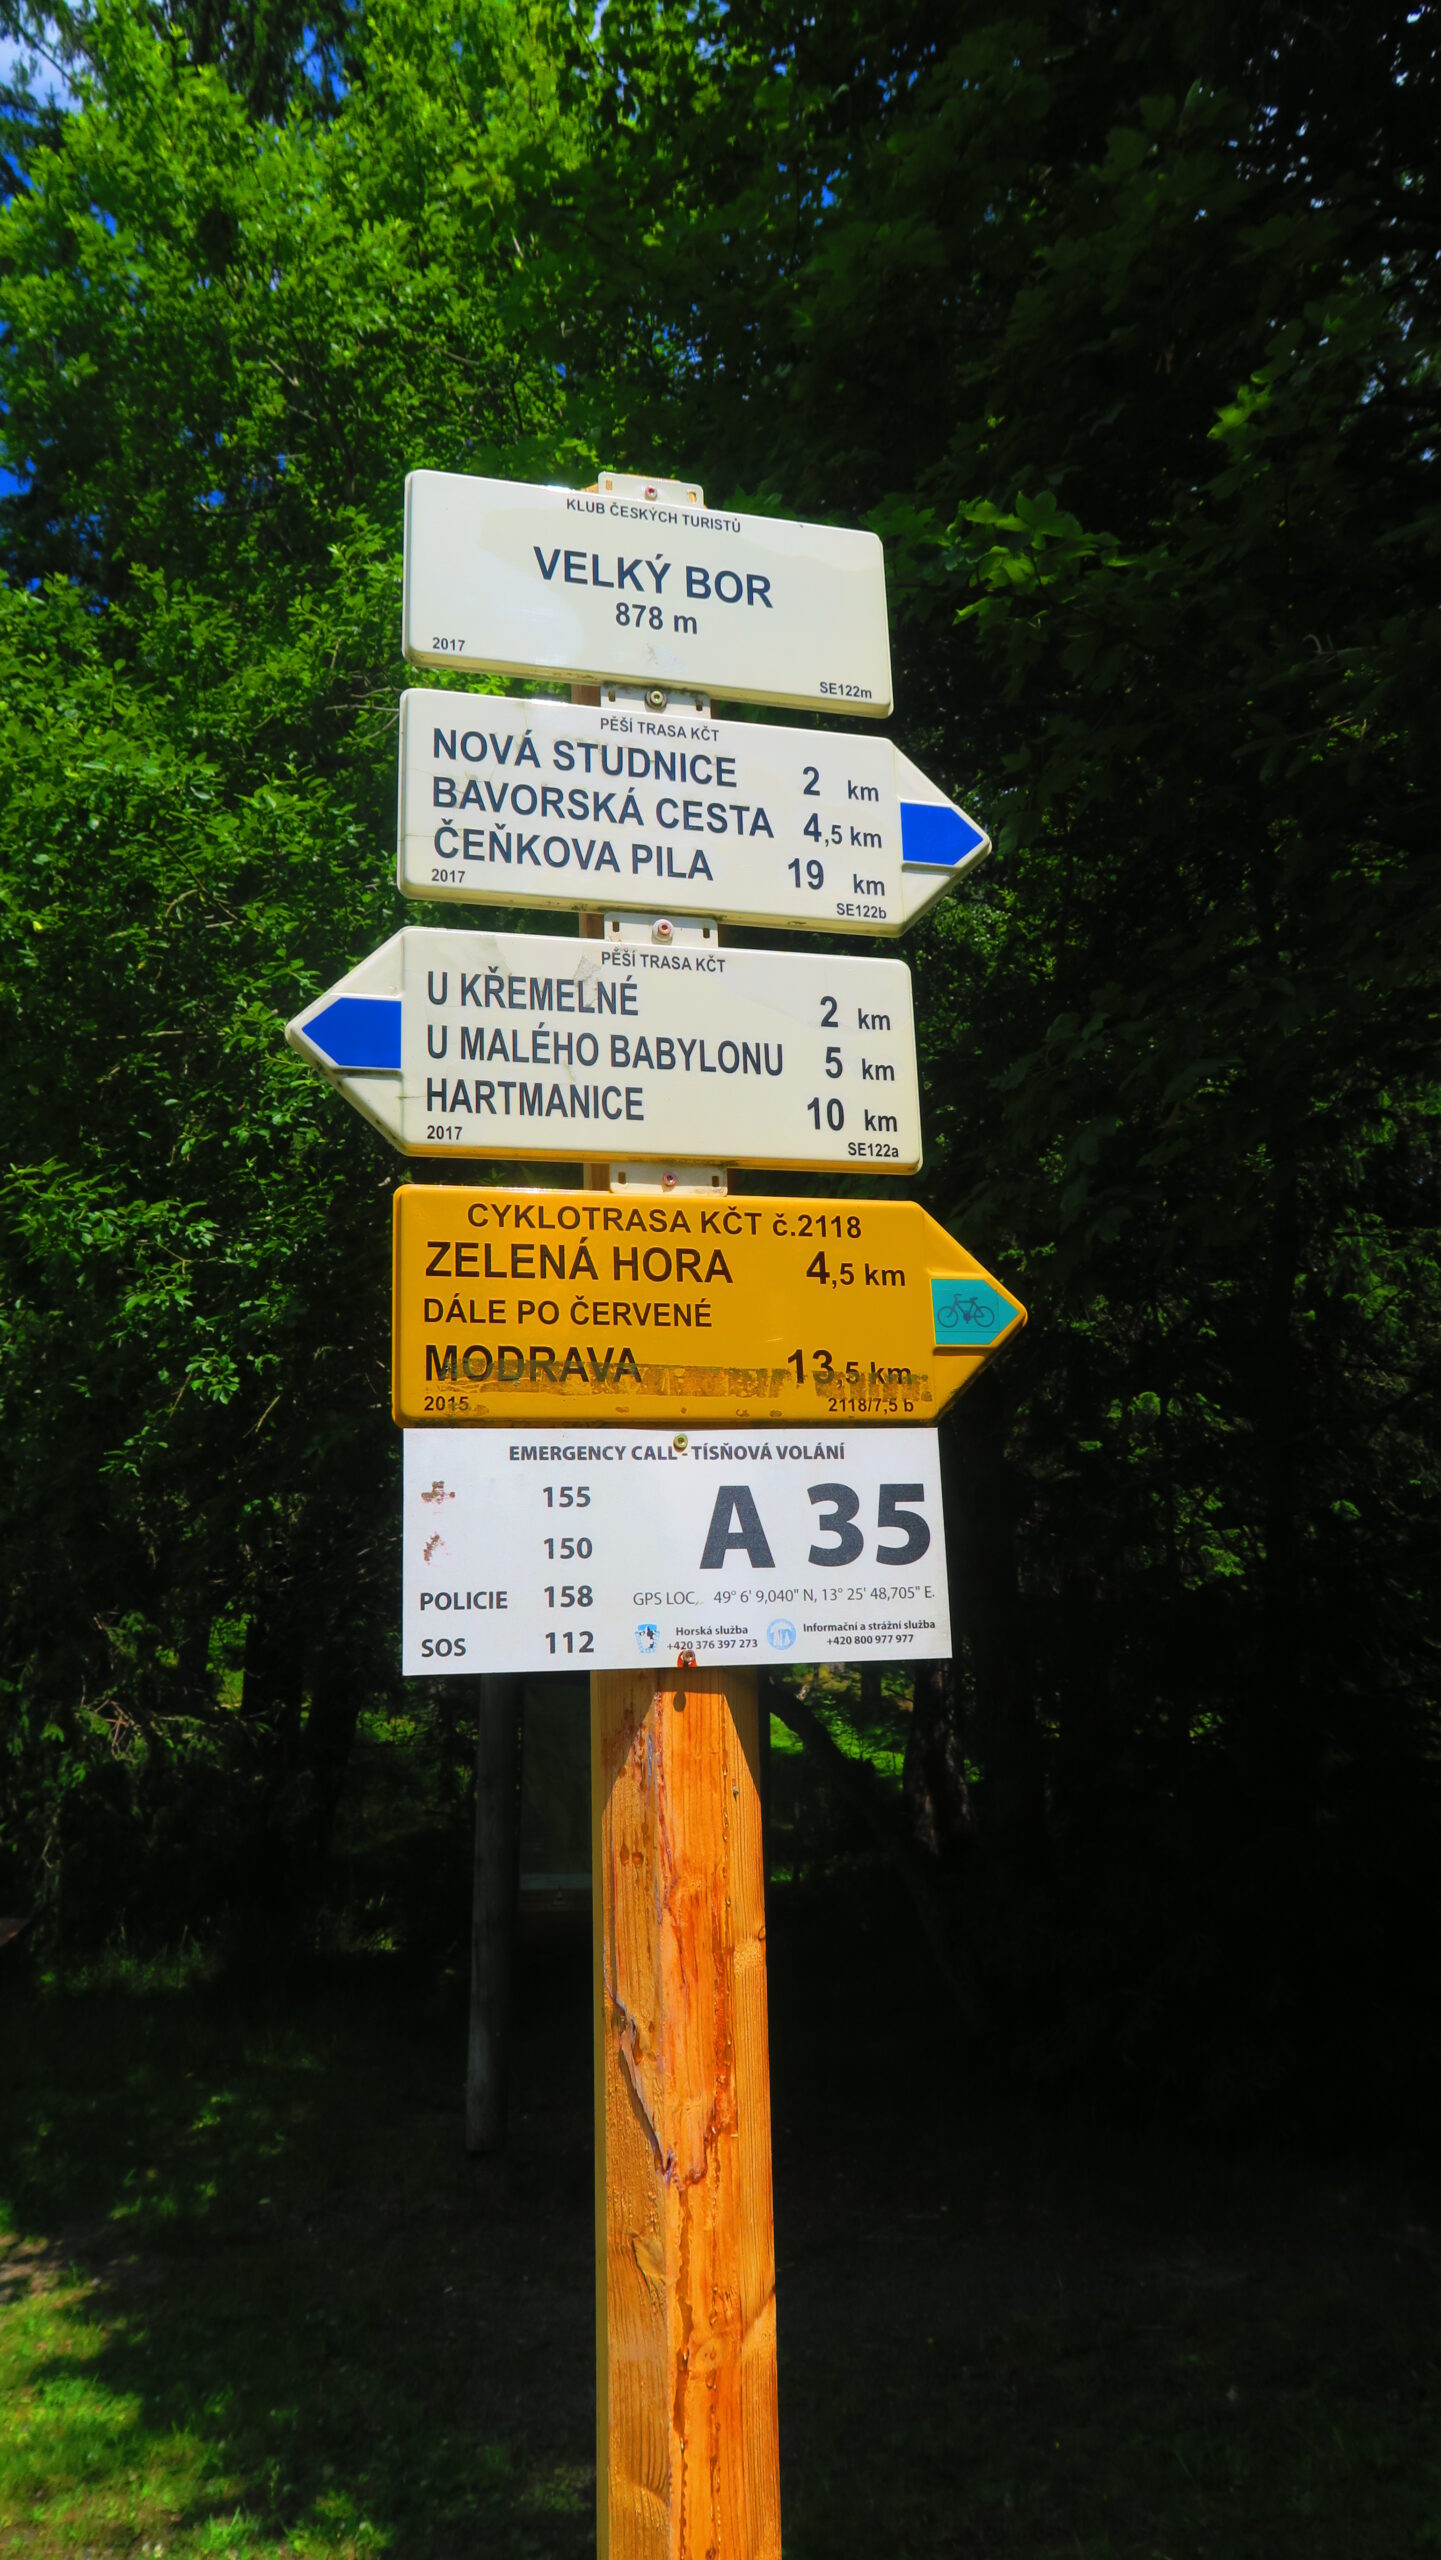 KLUB ČESKÝCH TURISTŮ
VELKÝ BOR
878 m
2017
SE122m
PĚŠÍ TRASA KČT
NOVÁ STUDNICE 2 km
BAVORSKÁ CESTA 4,5 km
ČEŇKOVA PILA 19 km
2017 SE122b
PĚŠÍ TRASA KČT
U KŘEMELNÉ 2 km
U MALÉHO BABYLONU 5 km
HARTMANICE 10 km
2017 SE122a
CYKLOTRASA KČT č.2118
ZELENÁ HORA 4,5 km
DÁLE PO ČERVENÉ
MODRAVA 13,5 km
2015 2118/7,5 b
EMERGENCY CALL - TÍSŇOVÁ VOLÁNÍ
155
150
POLICIE 158
SOS 112
A 35
GPS LOC, 49° 6' 9,040" N, 13° 25' 48,705" E.
Horská služba
+420 376 397 273
Informační a strážní služba
+420 800 977 977